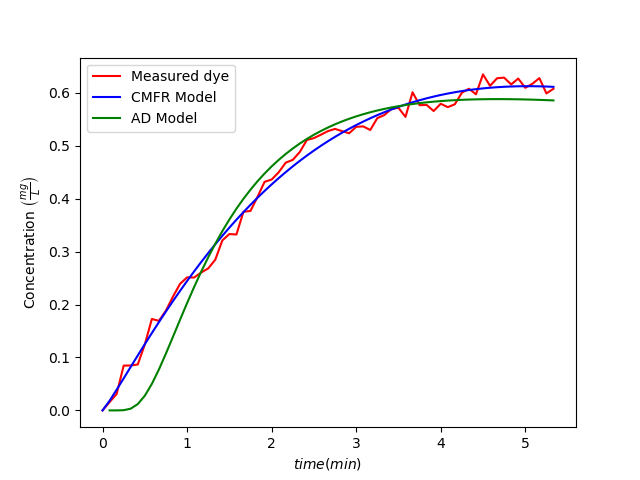 Measured dye
CMFR Model
AD Model
0.6
0.5
0.4
0.3
0.2
0.1
0.0
Concentration (mg/L)
0 1 2 3 4 5
time(min)